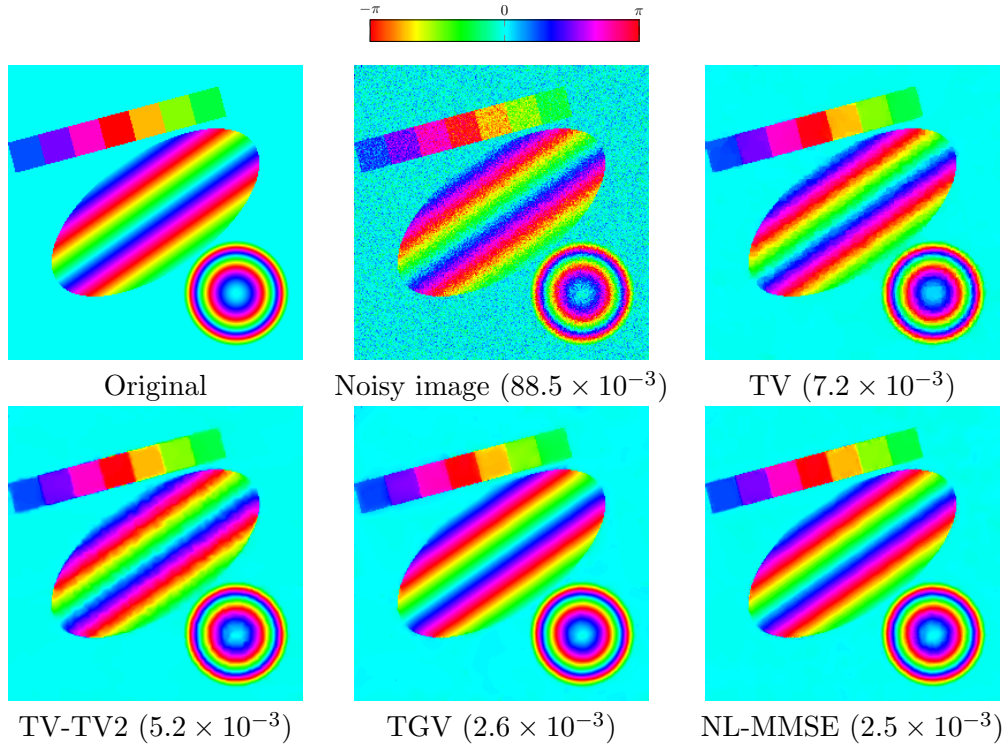 −π 0 π
Original Noisy image (88.5 × 10⁻³) TV (7.2 × 10⁻³)
TV-TV2 (5.2 × 10⁻³) TGV (2.6 × 10⁻³) NL-MMSE (2.5 × 10⁻³)